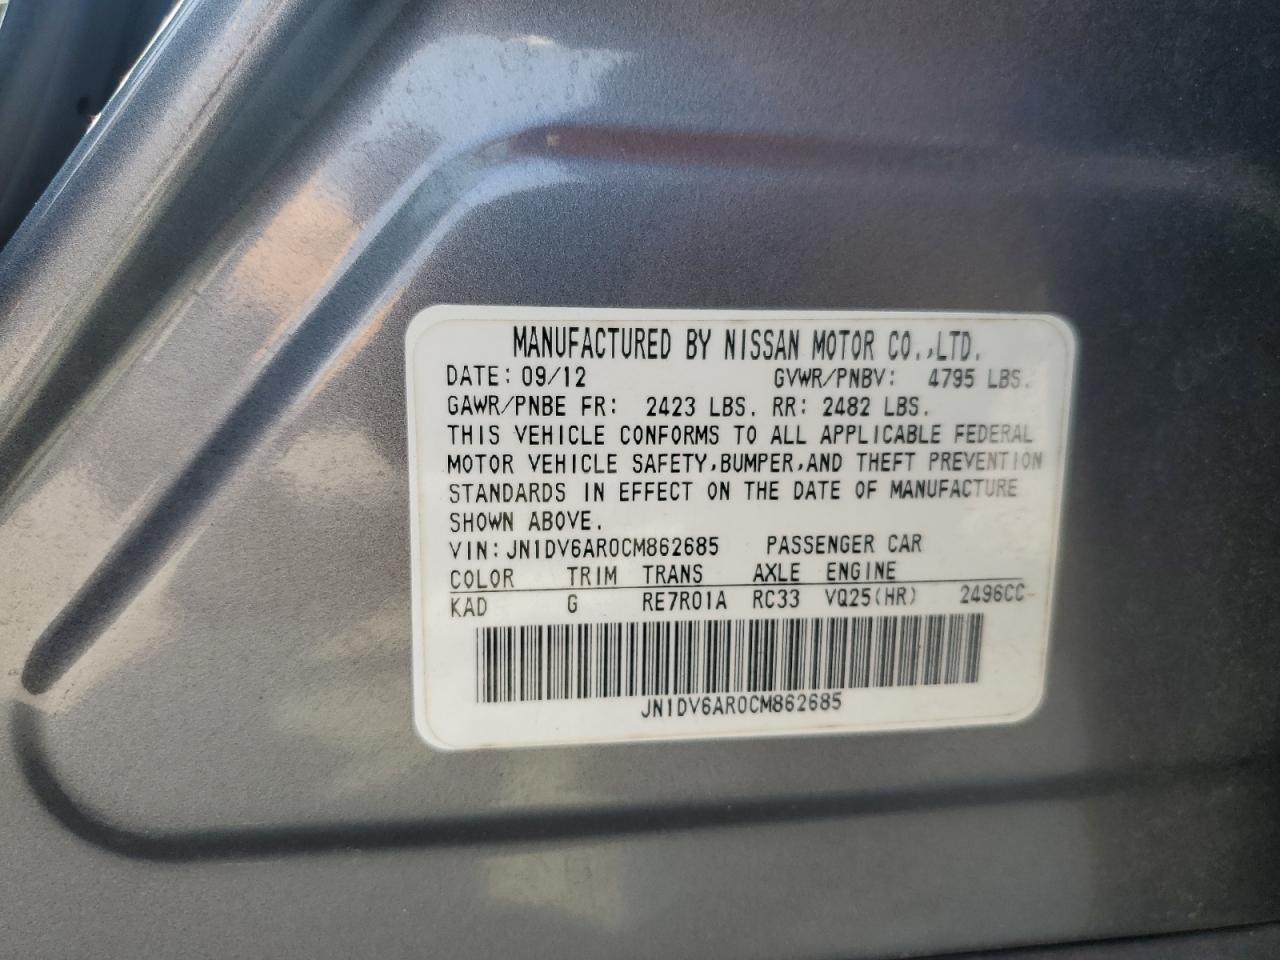 MANUFACTURED BY NISSAN MOTOR CO.,LTD.
DATE: 09/12 GVWR/PNBV: 4795 LBS.
GAWR/PNBE FR: 2423 LBS. RR: 2482 LBS.
THIS VEHICLE CONFORMS TO ALL APPLICABLE FEDERAL
MOTOR VEHICLE SAFETY,BUMPER,AND THEFT PREVENTION
STANDARDS IN EFFECT ON THE DATE OF MANUFACTURE
SHOWN ABOVE.
VIN: JN1DV6AR0CM862685 PASSENGER CAR
COLOR TRIM TRANS AXLE ENGINE
KAD G RE7R01A RC33 VQ25(HR) 2496CC
JN1DV6AR0CM862685